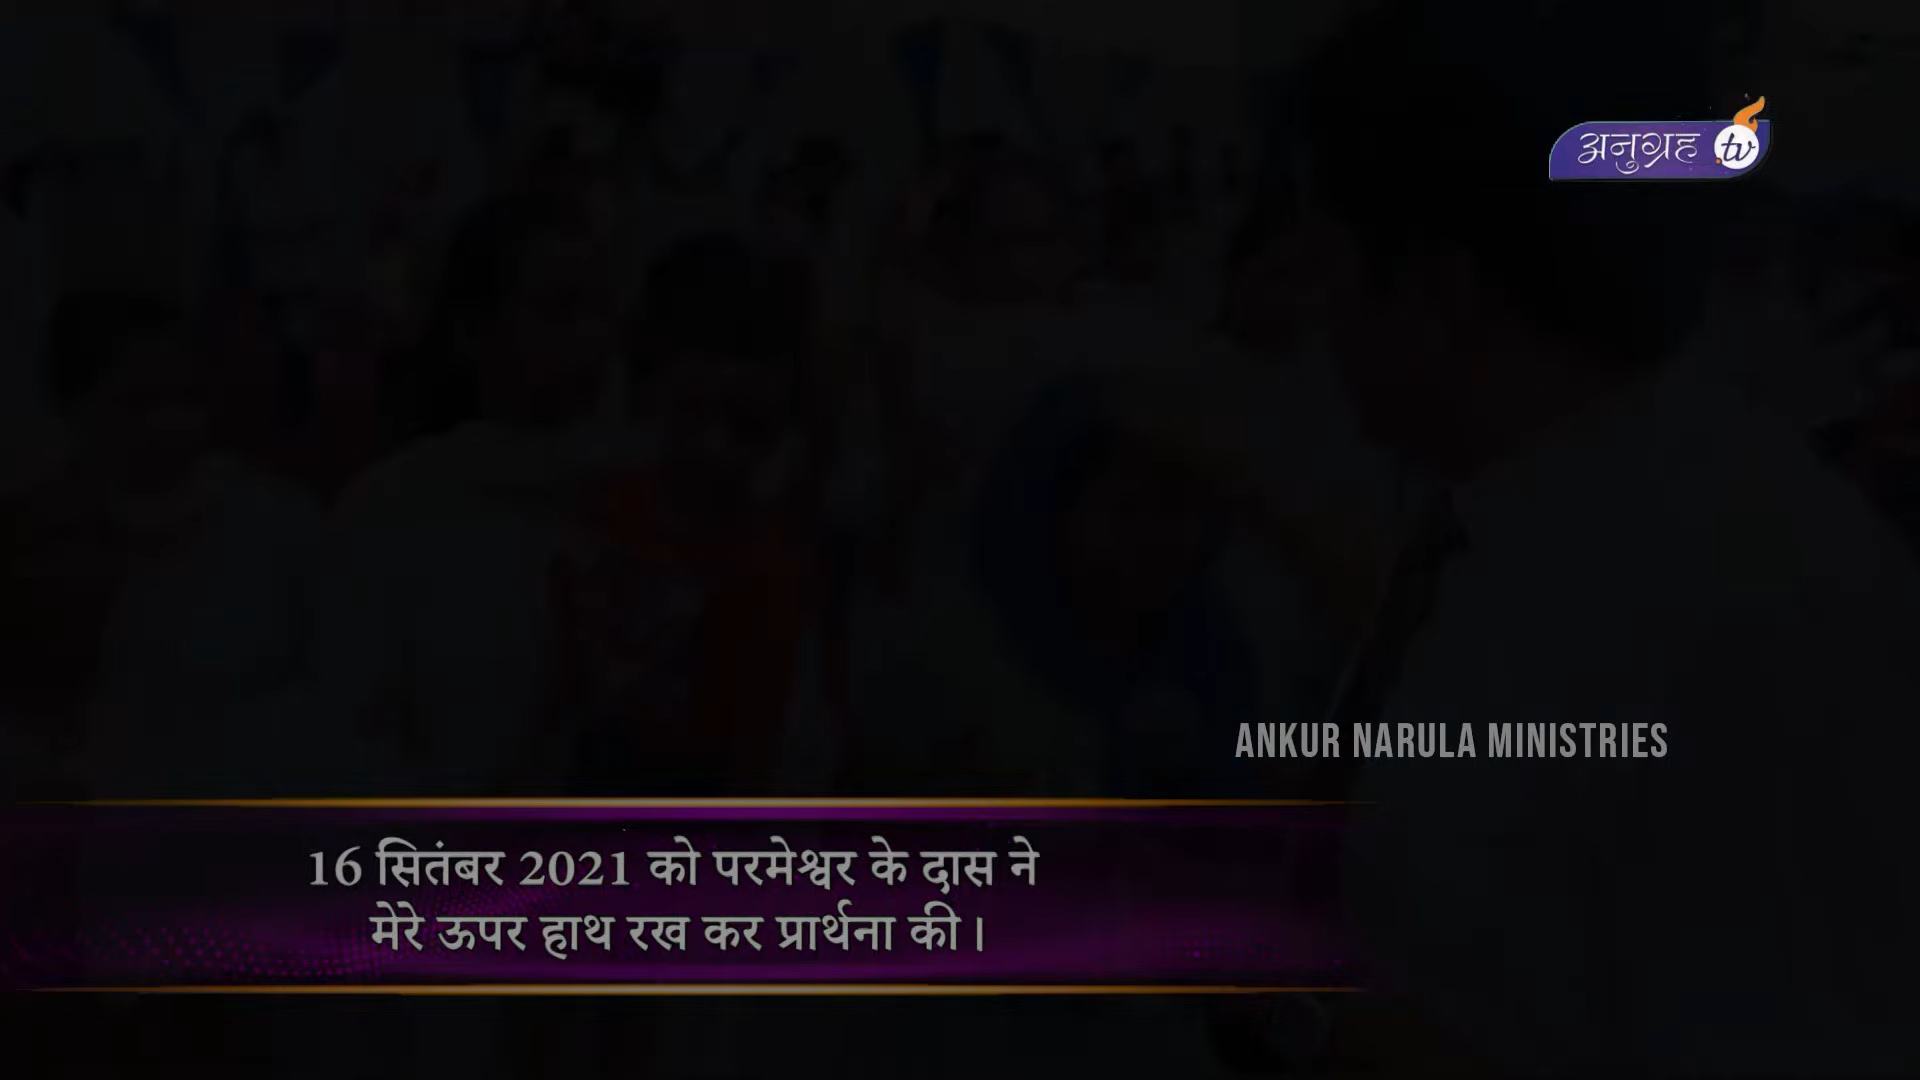 अनुग्रह .tv
ANKUR NARULA MINISTRIES
16 सितंबर 2021 को परमेश्वर के दास ने
मेरे ऊपर हाथ रख कर प्रार्थना की।